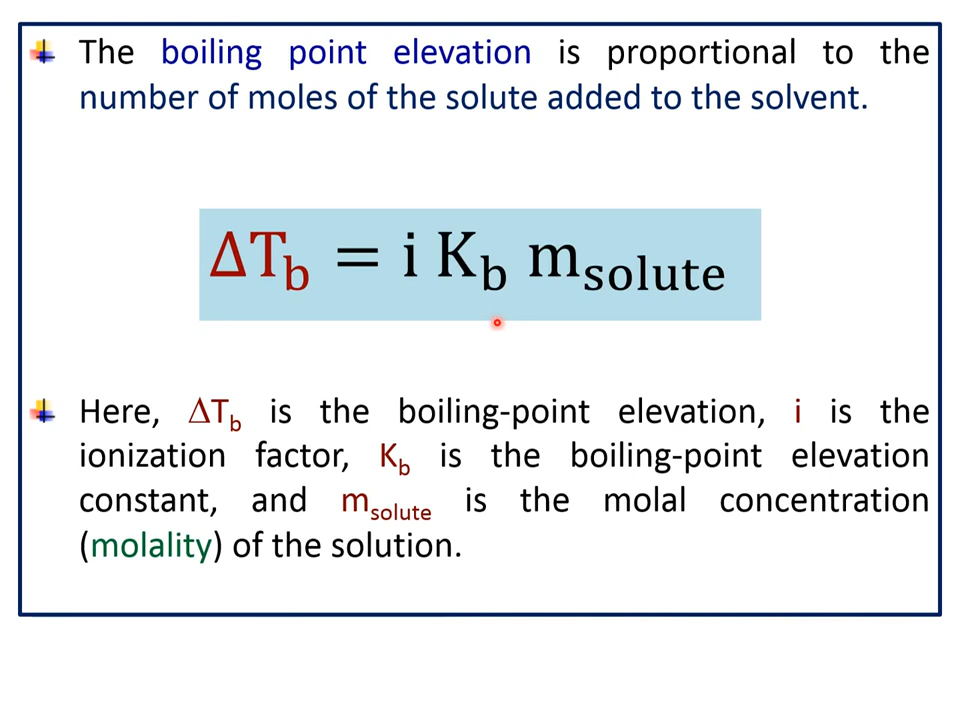 The boiling point elevation is proportional to the
number of moles of the solute added to the solvent.
ΔT_b = i K_b m_solute
Here, ΔT_b is the boiling-point elevation, i is the
ionization factor, K_b is the boiling-point elevation
constant, and m_solute is the molal concentration
(molality) of the solution.